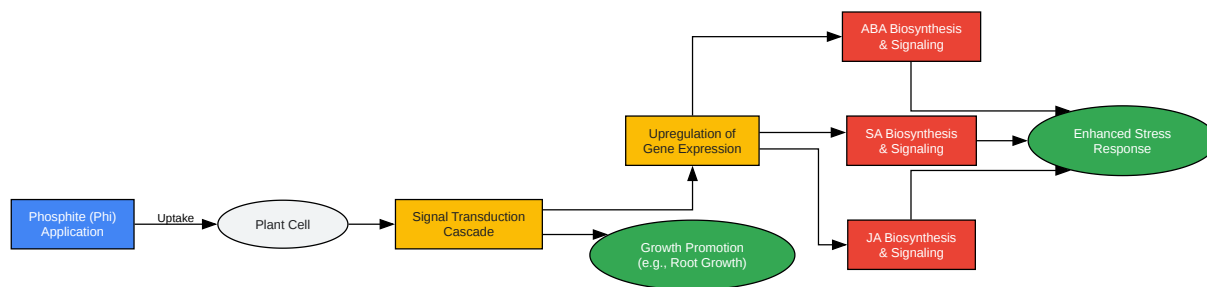 Phosphite (Phi)
Application
Uptake
Plant Cell
Signal Transduction
Cascade
Upregulation of
Gene Expression
Growth Promotion
(e.g., Root Growth)
ABA Biosynthesis
& Signaling
SA Biosynthesis
& Signaling
JA Biosynthesis
& Signaling
Enhanced Stress
Response